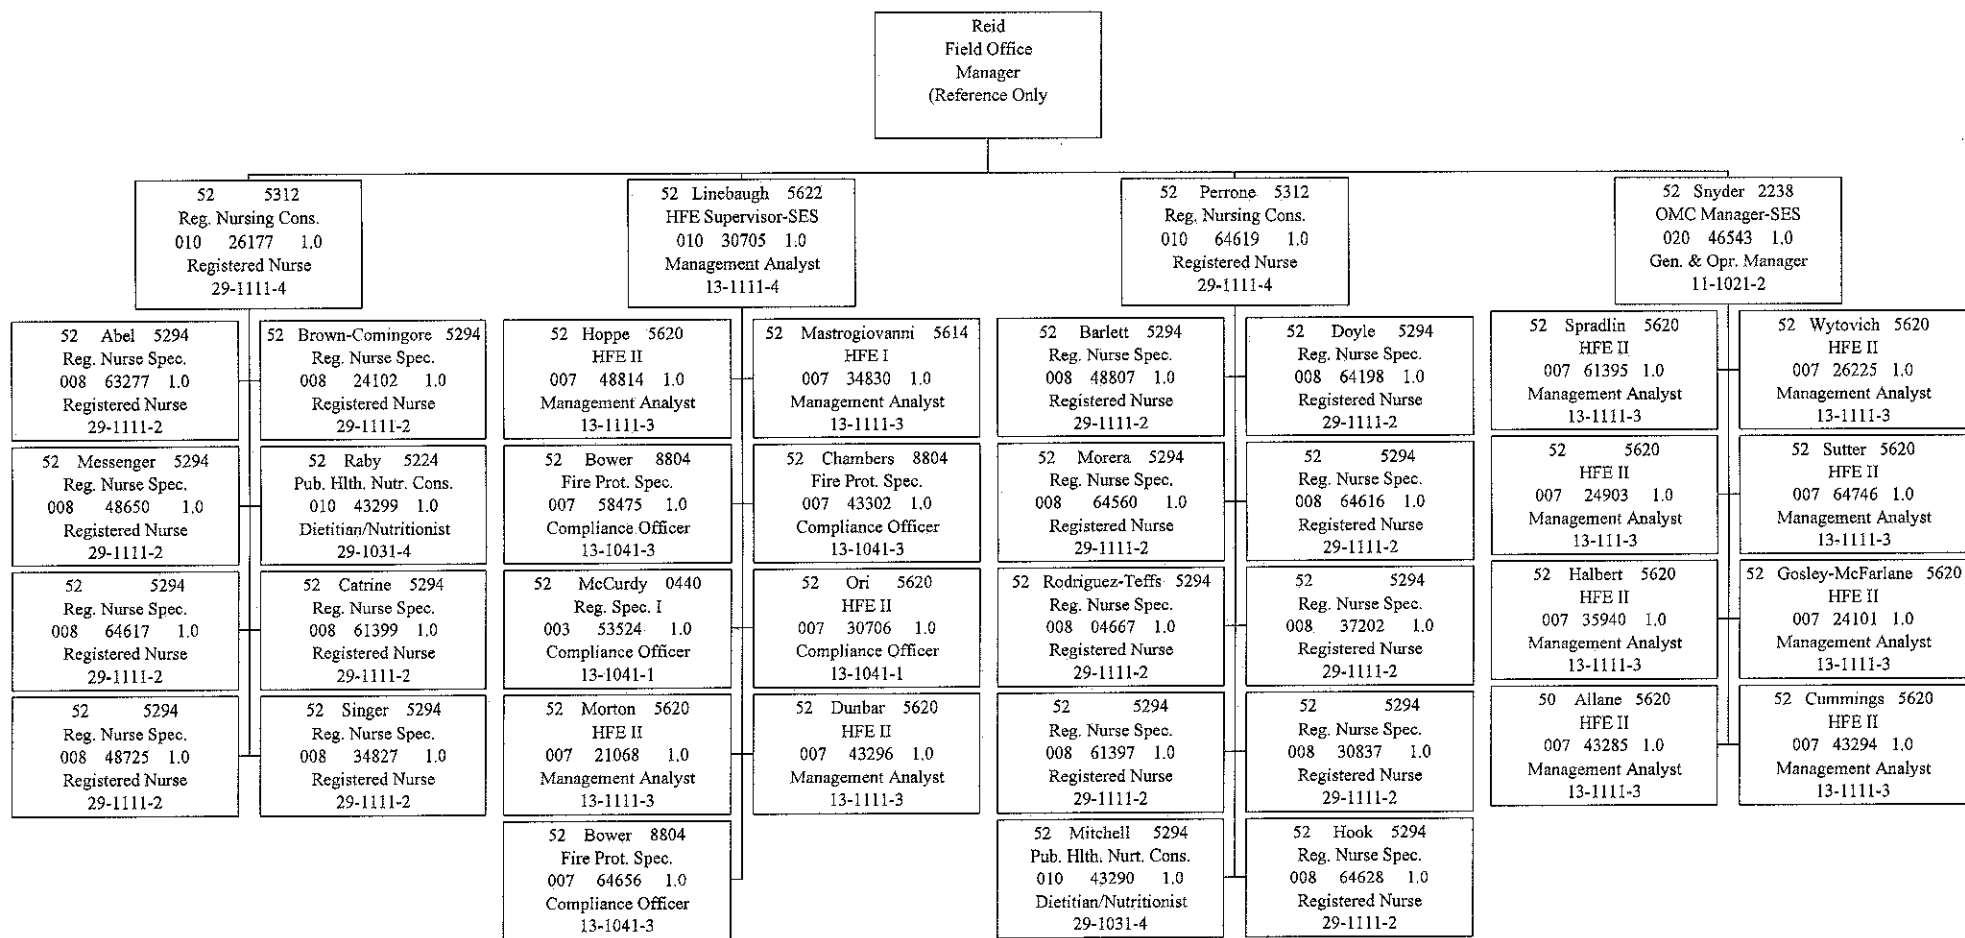 Reid
Field Office
Manager
(Reference Only
52 5312
Reg. Nursing Cons.
010 26177 1.0
Registered Nurse
29-1111-4
52 Linebaugh 5622
HFE Supervisor-SES
010 30705 1.0
Management Analyst
13-1111-4
52 Perrone 5312
Reg. Nursing Cons.
010 64619 1.0
Registered Nurse
29-1111-4
52 Snyder 2238
OMC Manager-SES
020 46543 1.0
Gen. & Opr. Manager
11-1021-2
52 Abel 5294
Reg. Nurse Spec.
008 63277 1.0
Registered Nurse
29-1111-2
52 Brown-Comingore 5294
Reg. Nurse Spec.
008 24102 1.0
Registered Nurse
29-1111-2
52 Hoppe 5620
HFE II
007 48814 1.0
Management Analyst
13-1111-3
52 Mastrogiovanni 5614
HFE I
007 34830 1.0
Management Analyst
13-1111-3
52 Barlett 5294
Reg. Nurse Spec.
008 48807 1.0
Registered Nurse
29-1111-2
52 Doyle 5294
Reg. Nurse Spec.
008 64198 1.0
Registered Nurse
29-1111-2
52 Spradlin 5620
HFE II
007 61395 1.0
Management Analyst
13-1111-3
52 Wytovich 5620
HFE II
007 26225 1.0
Management Analyst
13-1111-3
52 Messenger 5294
Reg. Nurse Spec.
008 48650 1.0
Registered Nurse
29-1111-2
52 Raby 5224
Pub. Hlth. Nutr. Cons.
010 43299 1.0
Dietitian/Nutritionist
29-1031-4
52 Bower 8804
Fire Prot. Spec.
007 58475 1.0
Compliance Officer
13-1041-3
52 Chambers 8804
Fire Prot. Spec.
007 43302 1.0
Compliance Officer
13-1041-3
52 Morera 5294
Reg. Nurse Spec.
008 64560 1.0
Registered Nurse
29-1111-2
52 5294
Reg. Nurse Spec.
008 64616 1.0
Registered Nurse
29-1111-2
52 5620
HFE II
007 24903 1.0
Management Analyst
13-111-3
52 Sutter 5620
HFE II
007 64746 1.0
Management Analyst
13-1111-3
52 5294
Reg. Nurse Spec.
008 64617 1.0
Registered Nurse
29-1111-2
52 Catrine 5294
Reg. Nurse Spec.
008 61399 1.0
Registered Nurse
29-1111-2
52 McCurdy 0440
Reg. Spec. I
003 53524 1.0
Compliance Officer
13-1041-1
52 Ori 5620
HFE II
007 30706 1.0
Compliance Officer
13-1041-1
52 Rodriguez-Teffs 5294
Reg. Nurse Spec.
008 04667 1.0
Registered Nurse
29-1111-2
52 5294
Reg. Nurse Spec.
008 37202 1.0
Registered Nurse
29-1111-2
52 Halbert 5620
HFE II
007 35940 1.0
Management Analyst
13-1111-3
52 Gosley-McFarlane 5620
HFE II
007 24101 1.0
Management Analyst
13-1111-3
52 5294
Reg. Nurse Spec.
008 48725 1.0
Registered Nurse
29-1111-2
52 Singer 5294
Reg. Nurse Spec.
008 34827 1.0
Registered Nurse
29-1111-2
52 Morton 5620
HFE II
007 21068 1.0
Management Analyst
13-1111-3
52 Dunbar 5620
HFE II
007 43296 1.0
Management Analyst
13-1111-3
52 5294
Reg. Nurse Spec.
008 61397 1.0
Registered Nurse
29-1111-2
52 5294
Reg. Nurse Spec.
008 30837 1.0
Registered Nurse
29-1111-2
50 Allane 5620
HFE II
007 43285 1.0
Management Analyst
13-1111-3
52 Cummings 5620
HFE II
007 43294 1.0
Management Analyst
13-1111-3
52 Bower 8804
Fire Prot. Spec.
007 64656 1.0
Compliance Officer
13-1041-3
52 Mitchell 5294
Pub. Hlth. Nurt. Cons.
010 43290 1.0
Dietitian/Nutritionist
29-1031-4
52 Hook 5294
Reg. Nurse Spec.
008 64628 1.0
Registered Nurse
29-1111-2